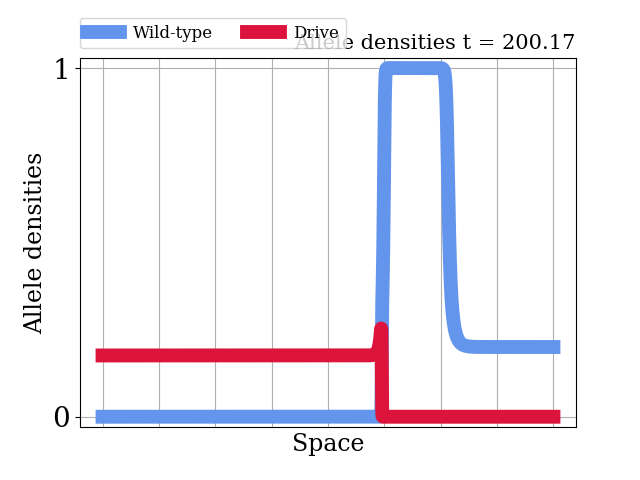 Wild-type Drive
Allele densities t = 200.17
1
Allele densities
0
Space